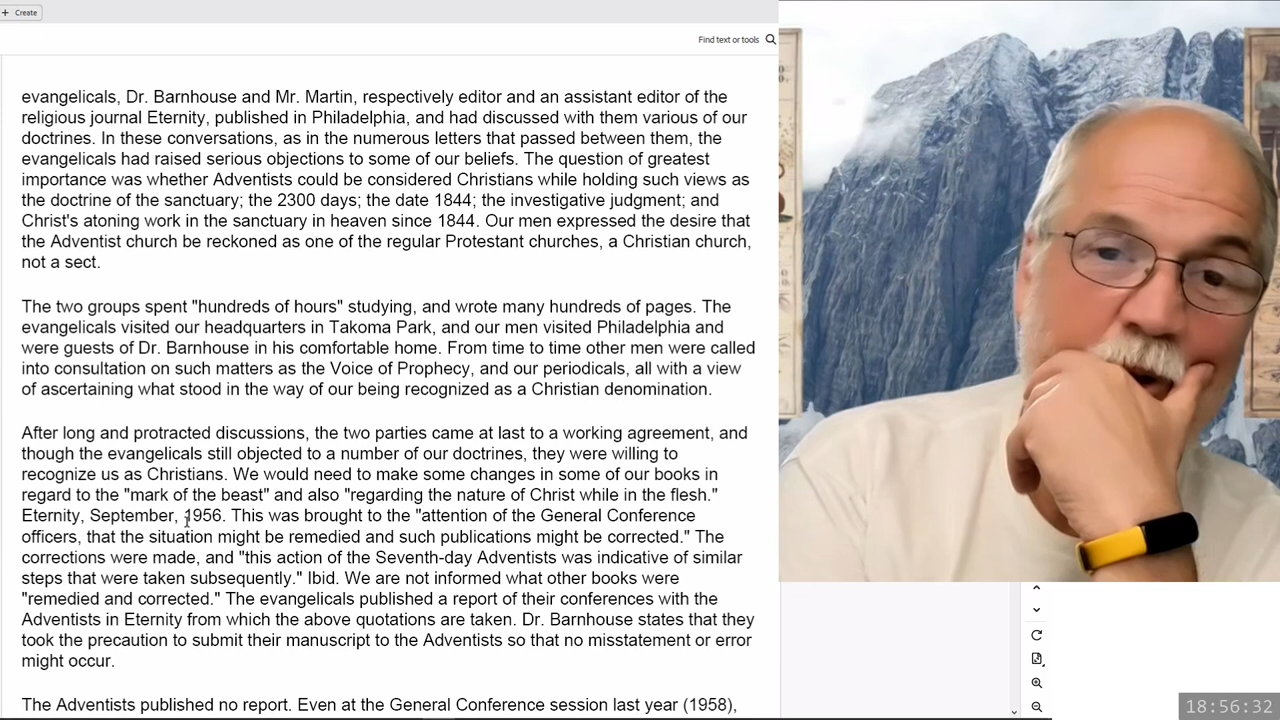 Create
Find text or tools
evangelicals, Dr. Barnhouse and Mr. Martin, respectively editor and an assistant editor of the
religious journal Eternity, published in Philadelphia, and had discussed with them various of our
doctrines. In these conversations, as in the numerous letters that passed between them, the
evangelicals had raised serious objections to some of our beliefs. The question of greatest
importance was whether Adventists could be considered Christians while holding such views as
the doctrine of the sanctuary; the 2300 days; the date 1844; the investigative judgment; and
Christ's atoning work in the sanctuary in heaven since 1844. Our men expressed the desire that
the Adventist church be reckoned as one of the regular Protestant churches, a Christian church,
not a sect.
The two groups spent "hundreds of hours" studying, and wrote many hundreds of pages. The
evangelicals visited our headquarters in Takoma Park, and our men visited Philadelphia and
were guests of Dr. Barnhouse in his comfortable home. From time to time other men were called
into consultation on such matters as the Voice of Prophecy, and our periodicals, all with a view
of ascertaining what stood in the way of our being recognized as a Christian denomination.
After long and protracted discussions, the two parties came at last to a working agreement, and
though the evangelicals still objected to a number of our doctrines, they were willing to
recognize us as Christians. We would need to make some changes in some of our books in
regard to the "mark of the beast" and also "regarding the nature of Christ while in the flesh."
Eternity, September, 1956. This was brought to the "attention of the General Conference
officers, that the situation might be remedied and such publications might be corrected." The
corrections were made, and "this action of the Seventh-day Adventists was indicative of similar
steps that were taken subsequently." Ibid. We are not informed what other books were
"remedied and corrected." The evangelicals published a report of their conferences with the
Adventists in Eternity from which the above quotations are taken. Dr. Barnhouse states that they
took the precaution to submit their manuscript to the Adventists so that no misstatement or error
might occur.
The Adventists published no report. Even at the General Conference session last year (1958),
18:56:32